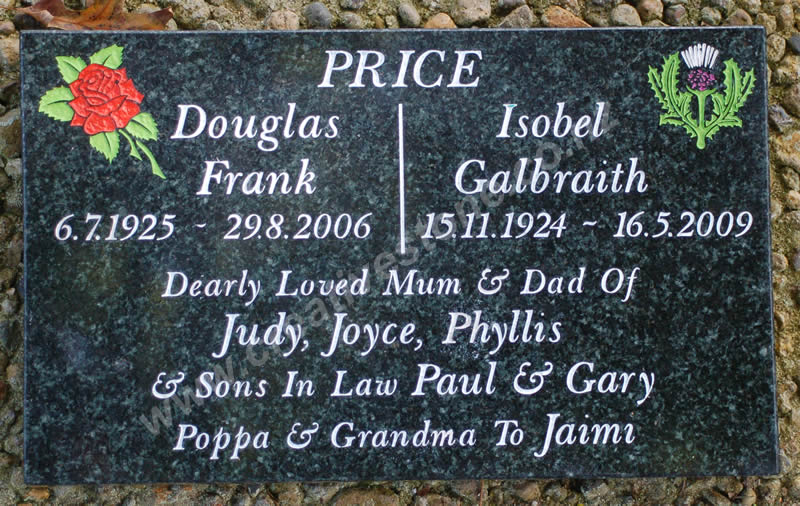 PRICE
Douglas Isobel
Frank Galbraith
6.7.1925 ~ 29.8.2006 15.11.1924 ~ 16.5.2009
Dearly Loved Mum & Dad Of
Judy, Joyce, Phyllis
& Sons In Law Paul & Gary
Poppa & Grandma To Jaimi